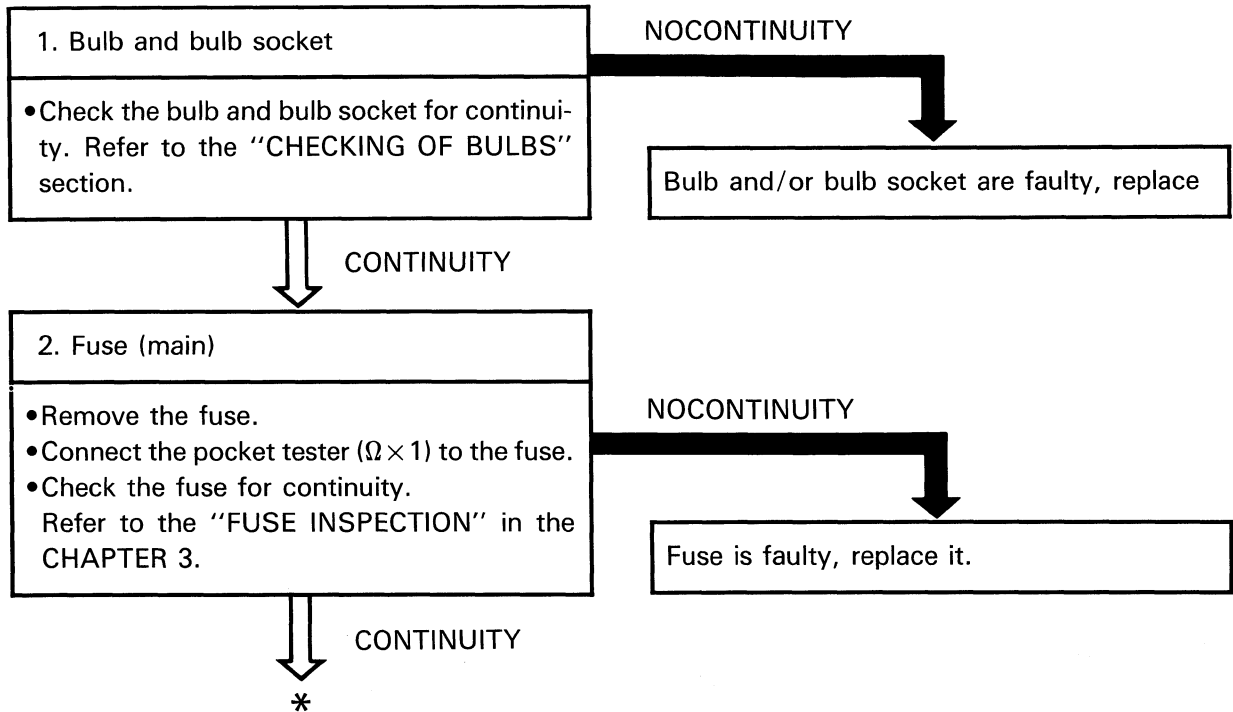 1. Bulb and bulb socket
NOCONTINUITY
•Check the bulb and bulb socket for continui-
ty. Refer to the ‘‘CHECKING OF BULBS’’
section.
Bulb and/or bulb socket are faulty, replace
CONTINUITY
2. Fuse (main)
NOCONTINUITY
•Remove the fuse.
•Connect the pocket tester (Ω×1) to the fuse.
•Check the fuse for continuity.
Refer to the ‘‘FUSE INSPECTION’’ in the
CHAPTER 3.
Fuse is faulty, replace it.
CONTINUITY
*